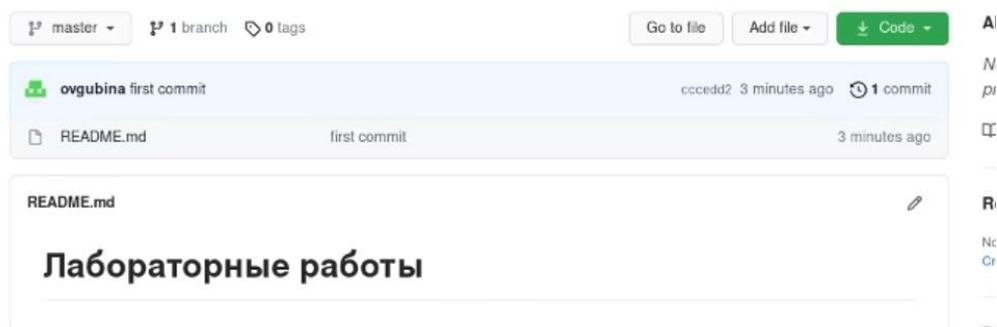 master 1 branch 0 tags Go to file Add file Code
ovgubina first commit cccedd2 3 minutes ago 1 commit
README.md first commit 3 minutes ago
README.md
Лабораторные работы